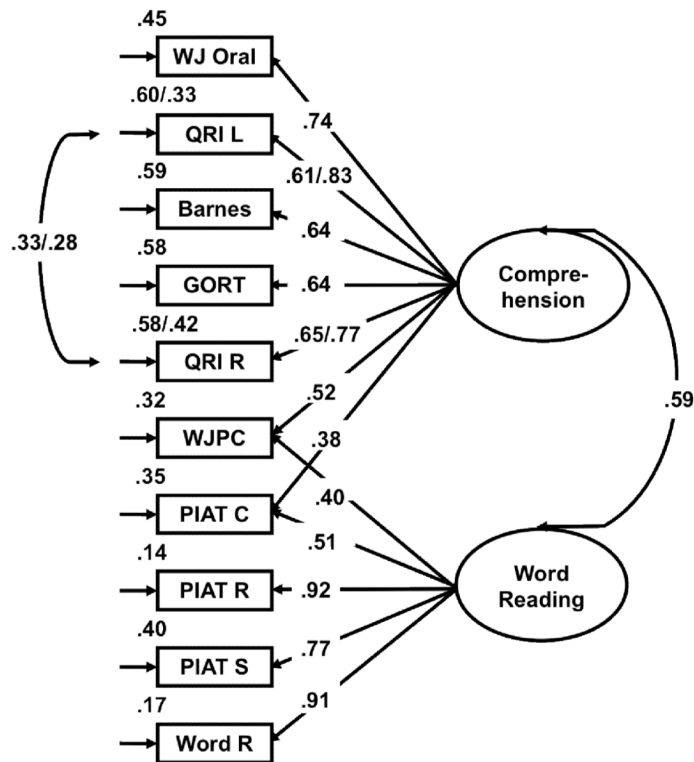 .45
WJ Oral
.60/.33
.74
QRI L
.59
.61/.83
Barnes
.64
.33/.28
.58
GORT
.64
Compre-
hension
.58/.42
.65/.77
QRI R
.32
.52
.59
WJPC
.38
.35
.40
PIAT C
.51
.14
PIAT R
.92
Word
Reading
.40
.77
PIAT S
.17
.91
Word R